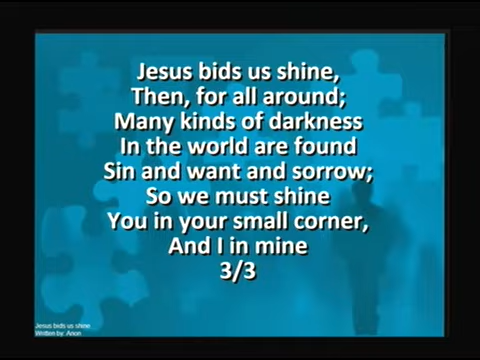 Jesus bids us shine,
Then, for all around;
Many kinds of darkness
In the world are found
Sin and want and sorrow;
So we must shine
You in your small corner,
And I in mine
3/3
Jesus bids us shine
Written by: Anon